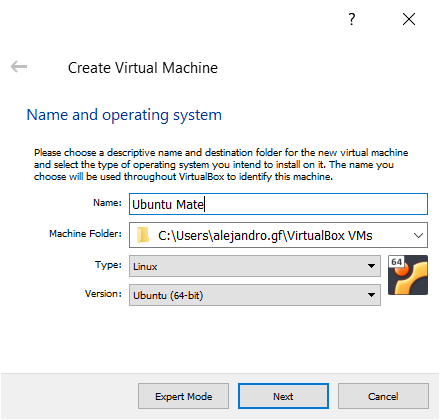 ?
Create Virtual Machine
Name and operating system
Please choose a descriptive name and destination folder for the new virtual machine
and select the type of operating system you intend to install on it. The name you
choose will be used throughout VirtualBox to identify this machine.
Name: Ubuntu Mate
Machine Folder: C:\Users\alejandro.gf\VirtualBox VMs
Type: Linux
64
Version: Ubuntu (64-bit)
Expert Mode Next Cancel